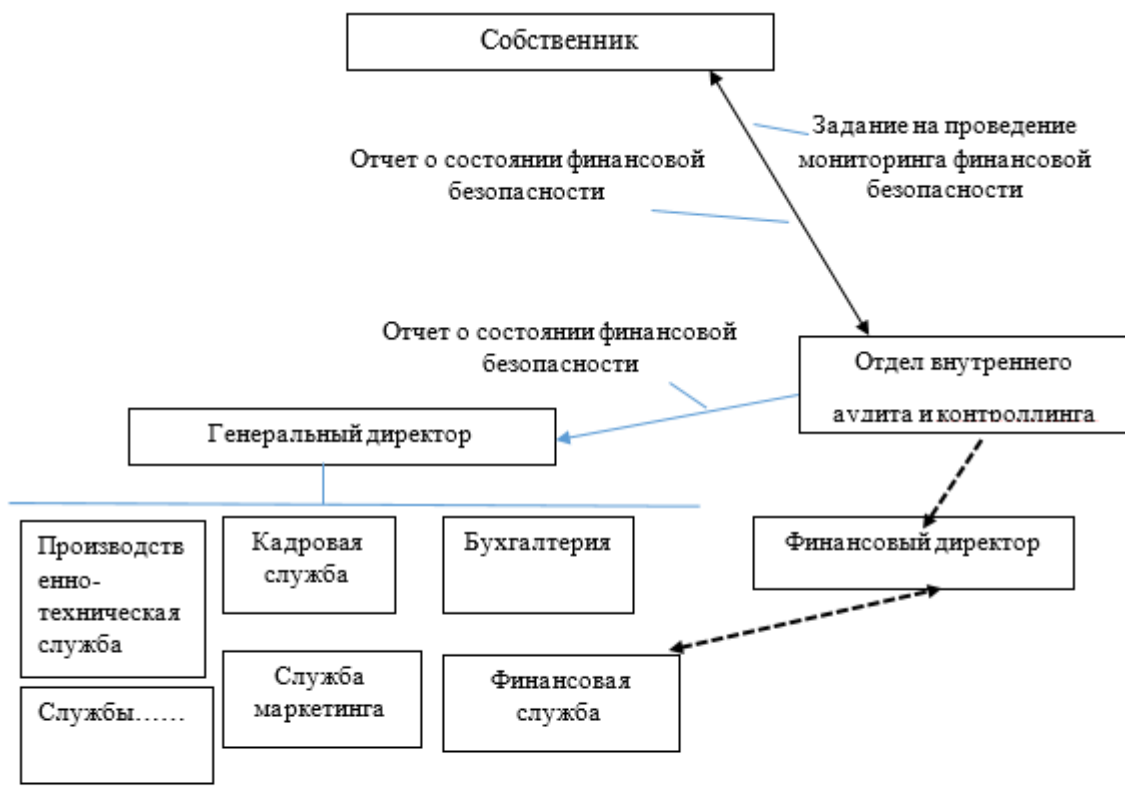 Собственник
Задание на проведение
мониторинга финансовой
безопасности
Отчет о состоянии финансовой
безопасности
Отчет о состоянии финансовой
безопасности
Отдел внутреннего
аудита и контроллинга
Генеральный директор
Производств
енно-
техническая
служба
Кадровая
служба
Бухгалтерия
Финансовый директор
Службы......
Служба
маркетинга
Финансовая
служба